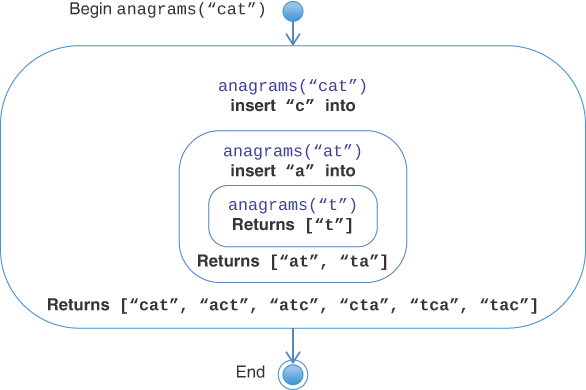 Begin anagrams(“cat”)
anagrams(“cat”)
insert “c” into
anagrams(“at”)
insert “a” into
anagrams(“t”)
Returns [“t”]
Returns [“at”, “ta”]
Returns [“cat”, “act”, “atc”, “cta”, “tca”, “tac”]
End